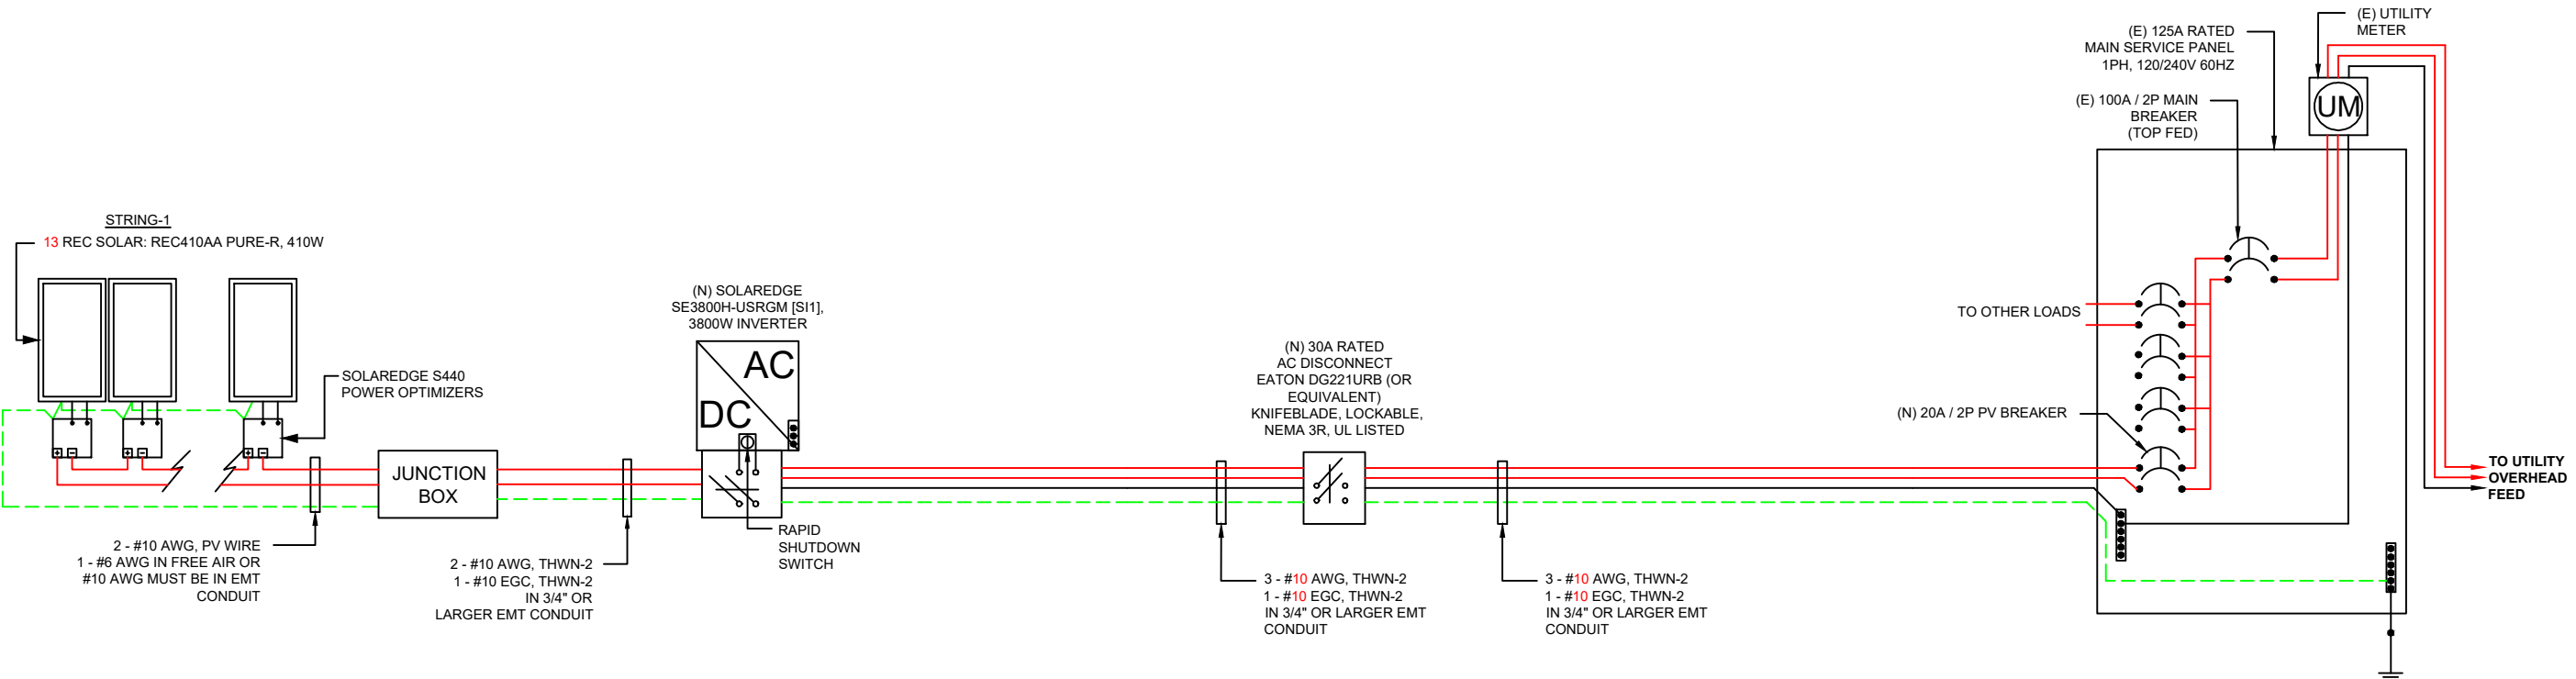 (E) UTILITY
METER
(E) 125A RATED
MAIN SERVICE PANEL
1PH, 120/240V 60HZ
(E) 100A / 2P MAIN
BREAKER
(TOP FED)
UM
STRING-1
13 REC SOLAR: REC410AA PURE-R, 410W
(N) SOLAREDGE
SE3800H-USRGM [SI1],
3800W INVERTER
TO OTHER LOADS
(N) 30A RATED
AC DISCONNECT
EATON DG221URB (OR
EQUIVALENT)
KNIFEBLADE, LOCKABLE,
NEMA 3R, UL LISTED
AC
DC
SOLAREDGE S440
POWER OPTIMIZERS
(N) 20A / 2P PV BREAKER
JUNCTION
BOX
TO UTILITY
OVERHEAD
FEED
RAPID
SHUTDOWN
SWITCH
2 - #10 AWG, PV WIRE
1 - #6 AWG IN FREE AIR OR
#10 AWG MUST BE IN EMT
CONDUIT
2 - #10 AWG, THWN-2
1 - #10 EGC, THWN-2
IN 3/4" OR
LARGER EMT CONDUIT
3 - #10 AWG, THWN-2
1 - #10 EGC, THWN-2
IN 3/4" OR LARGER EMT
CONDUIT
3 - #10 AWG, THWN-2
1 - #10 EGC, THWN-2
IN 3/4" OR LARGER EMT
CONDUIT